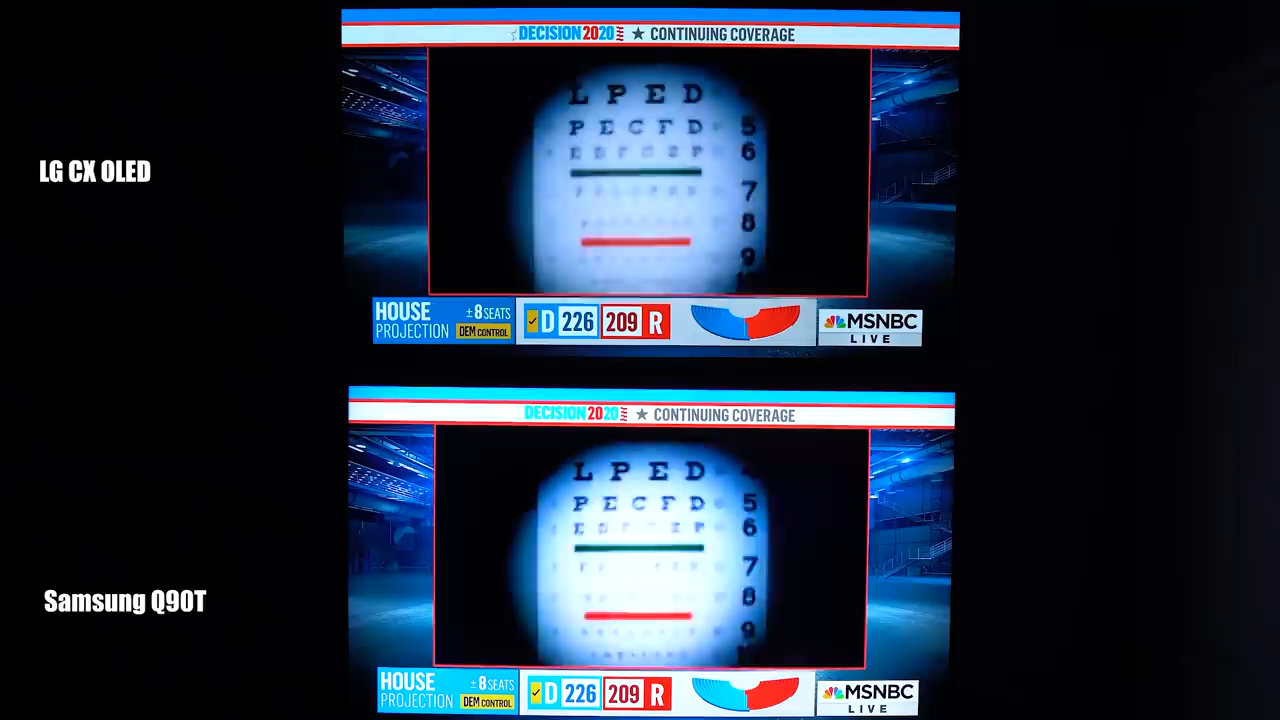 DECISION 2020 ★ CONTINUING COVERAGE
L P E D
P E C F D 5
6
7
8
9
LG CX OLED
HOUSE
PROJECTION
±8 SEATS
DEM CONTROL
D 226 209 R
MSNBC
LIVE
DECISION 2020 ★ CONTINUING COVERAGE
L P E D
P E C F D 5
6
7
8
9
Samsung Q90T
HOUSE
PROJECTION
±8 SEATS
DEM CONTROL
D 226 209 R
MSNBC
LIVE